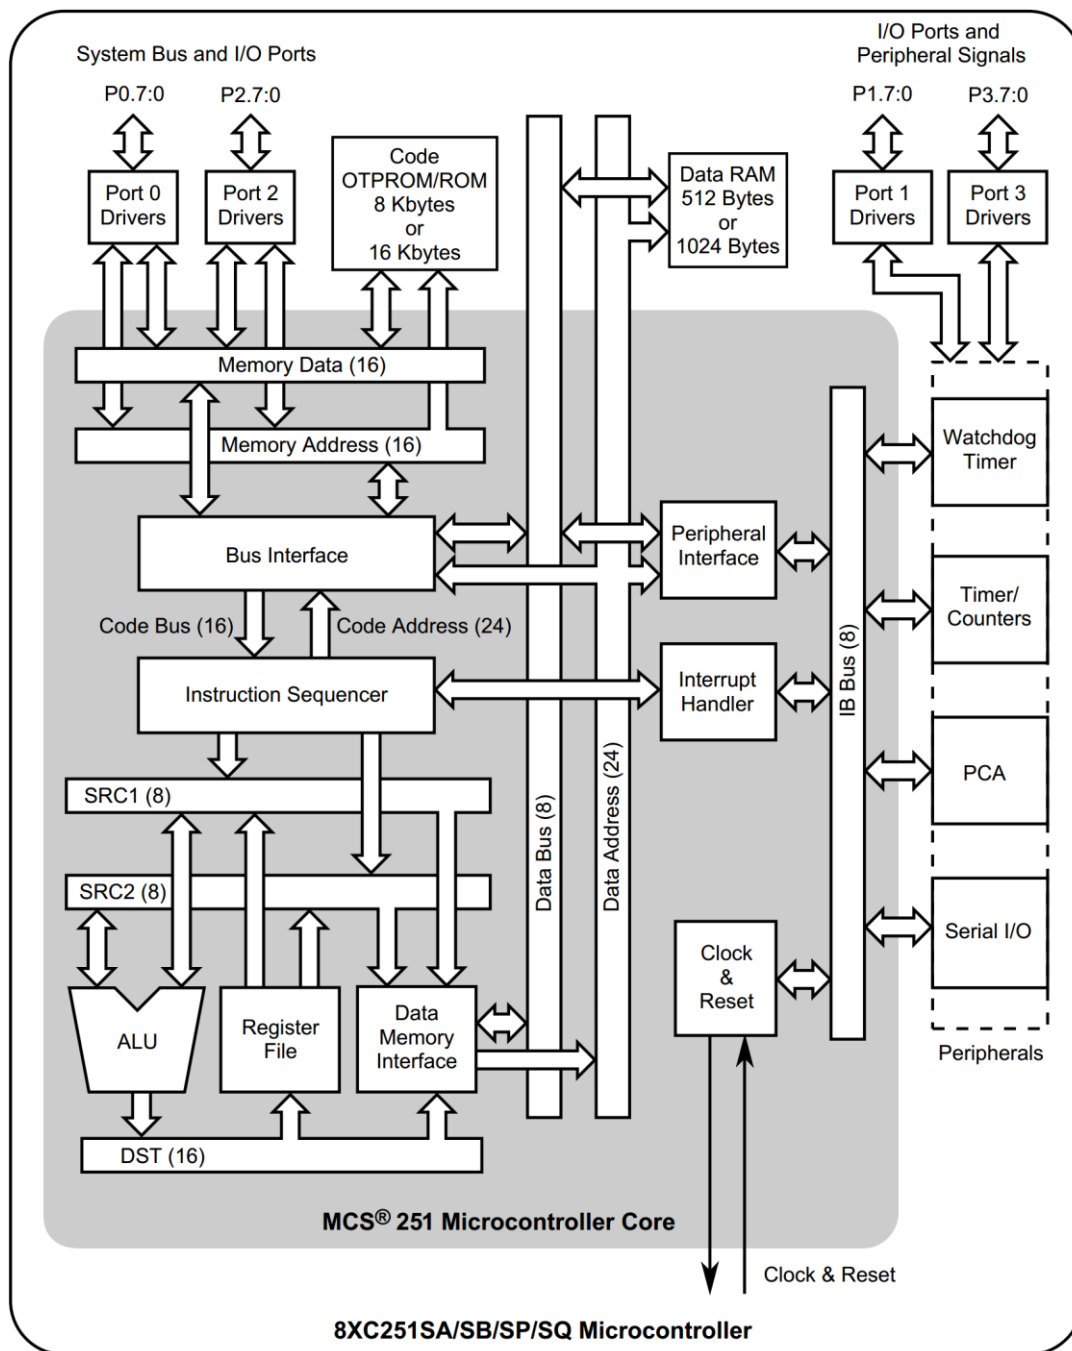 System Bus and I/O Ports
I/O Ports and
Peripheral Signals
P0.7:0
P2.7:0
P1.7:0
P3.7:0
Port 0
Drivers
Port 2
Drivers
Code
OTPROM/ROM
8 Kbytes
or
16 Kbytes
Data RAM
512 Bytes
or
1024 Bytes
Port 1
Drivers
Port 3
Drivers
Memory Data (16)
Memory Address (16)
Bus Interface
Code Bus (16)
Code Address (24)
Instruction Sequencer
SRC1 (8)
SRC2 (8)
ALU
Register
File
Data
Memory
Interface
DST (16)
Data Bus (8)
Data Address (24)
Peripheral
Interface
Interrupt
Handler
Clock
&
Reset
IB Bus (8)
Watchdog
Timer
Timer/
Counters
PCA
Serial I/O
Peripherals
MCS® 251 Microcontroller Core
Clock & Reset
8XC251SA/SB/SP/SQ Microcontroller